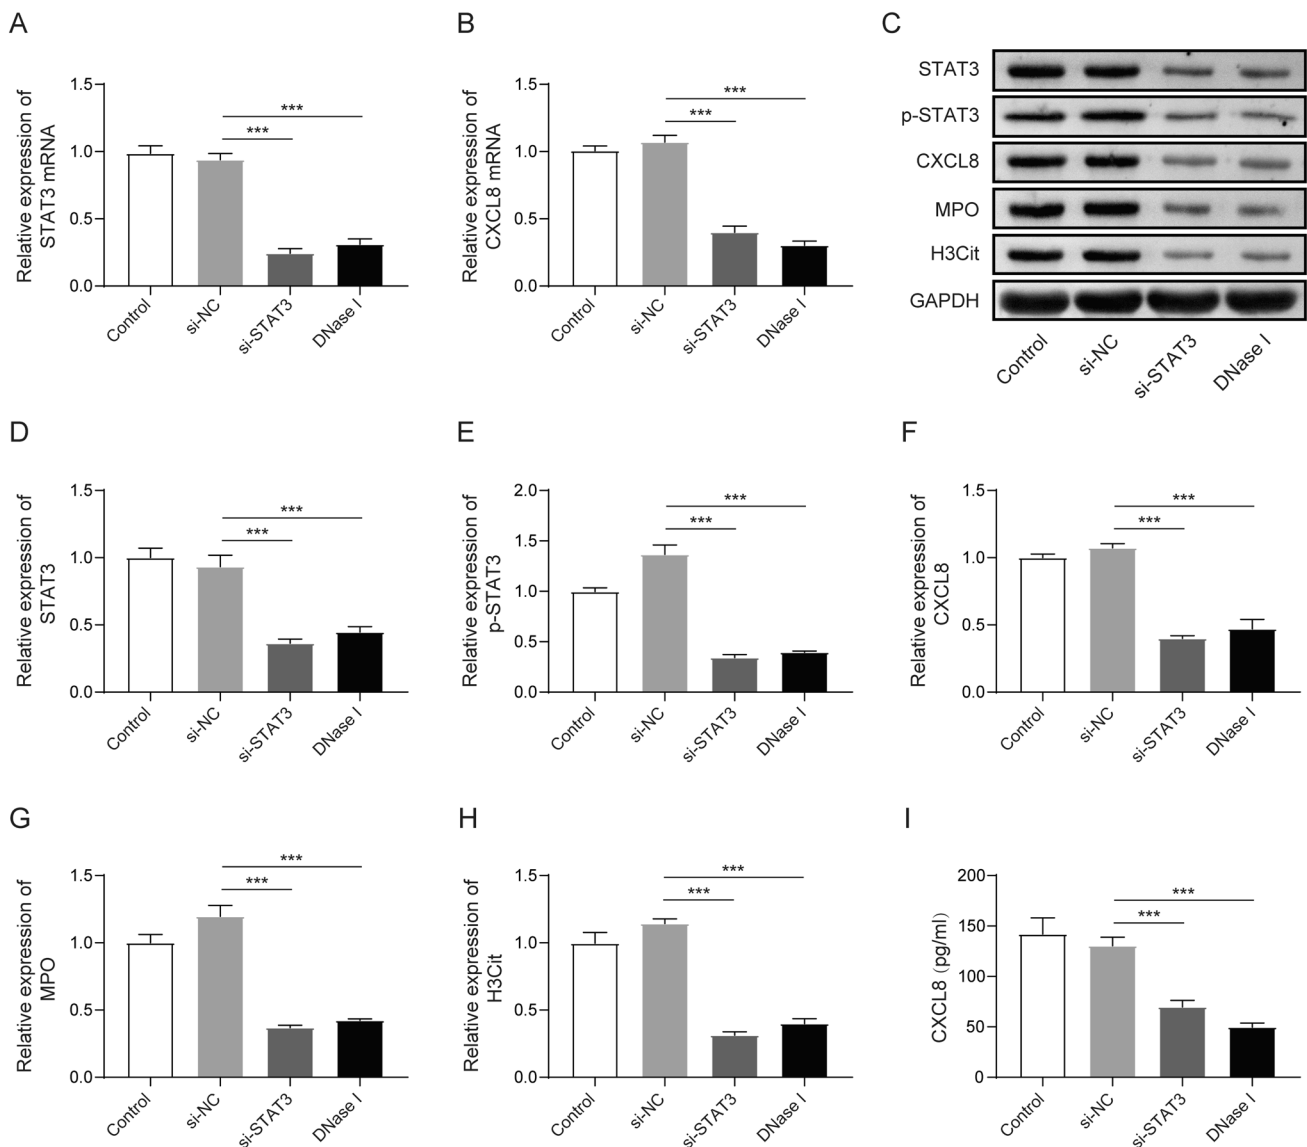 A
Relative expression of
STAT3 mRNA
1.5
1.0
0.5
0.0
***
***
Control
si-NC
si-STAT3
DNase I
B
Relative expression of
CXCL8 mRNA
1.5
1.0
0.5
0.0
***
***
Control
si-NC
si-STAT3
DNase I
C
STAT3
p-STAT3
CXCL8
MPO
H3Cit
GAPDH
Control
si-NC
si-STAT3
DNase I
D
Relative expression of
STAT3
1.5
1.0
0.5
0.0
***
***
Control
si-NC
si-STAT3
DNase I
E
Relative expression of
p-STAT3
2.0
1.5
1.0
0.5
0.0
***
***
Control
si-NC
si-STAT3
DNase I
F
Relative expression of
CXCL8
1.5
1.0
0.5
0.0
***
***
Control
si-NC
si-STAT3
DNase I
G
Relative expression of
MPO
1.5
1.0
0.5
0.0
***
***
Control
si-NC
si-STAT3
DNase I
H
Relative expression of
H3Cit
1.5
1.0
0.5
0.0
***
***
Control
si-NC
si-STAT3
DNase I
I
CXCL8 (pg/ml)
200
150
100
50
0
***
***
Control
si-NC
si-STAT3
DNase I